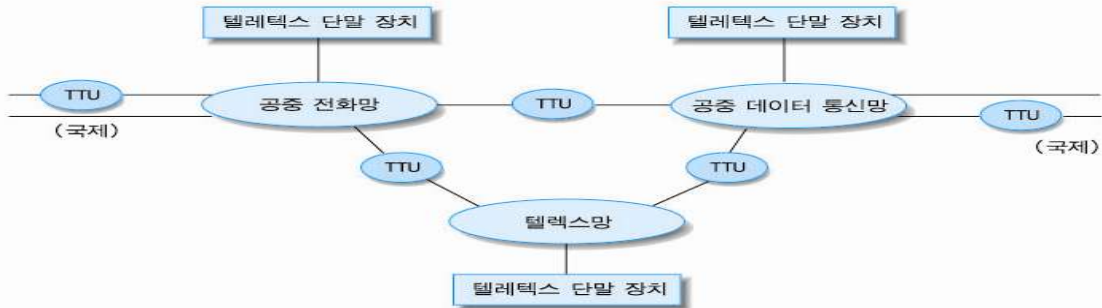 텔레텍스 단말 장치
텔레텍스 단말 장치
TTU
공중 전화망
TTU
공중 데이터 통신망
TTU
(국제)
(국제)
TTU
TTU
텔렉스망
텔레텍스 단말 장치